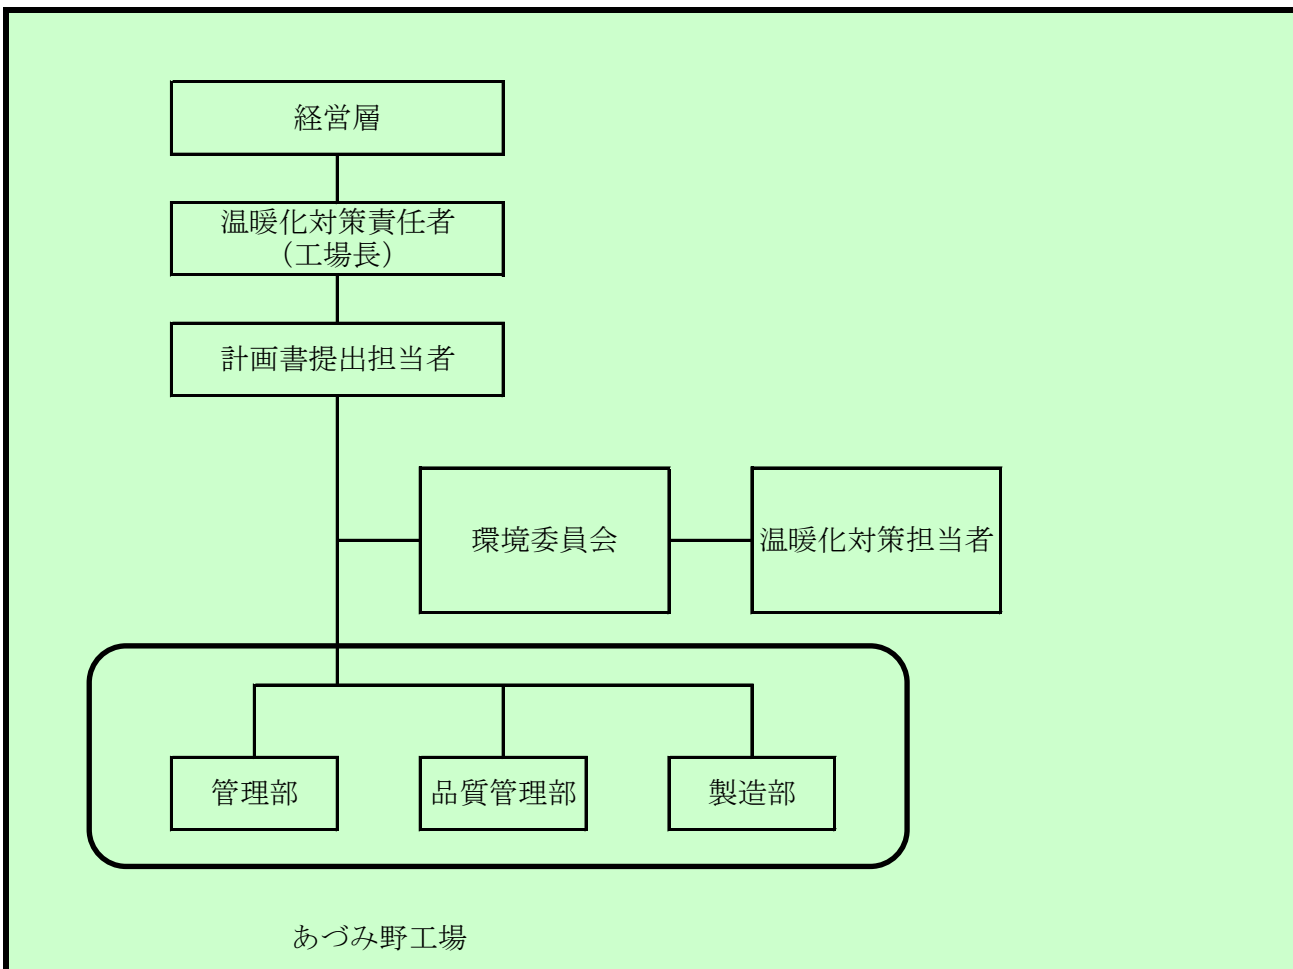 経営層
温暖化対策責任者
（工場長）
計画書提出担当者
環境委員会
温暖化対策担当者
管理部
品質管理部
製造部
あづみ野工場